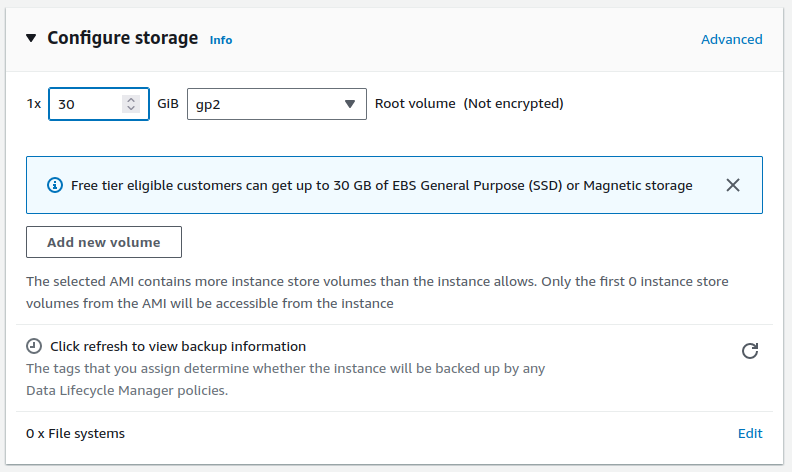 Configure storage Info Advanced
1x 30 GiB gp2 Root volume (Not encrypted)
Free tier eligible customers can get up to 30 GB of EBS General Purpose (SSD) or Magnetic storage
Add new volume
The selected AMI contains more instance store volumes than the instance allows. Only the first 0 instance store
volumes from the AMI will be accessible from the instance
Click refresh to view backup information
The tags that you assign determine whether the instance will be backed up by any
Data Lifecycle Manager policies.
0 x File systems Edit